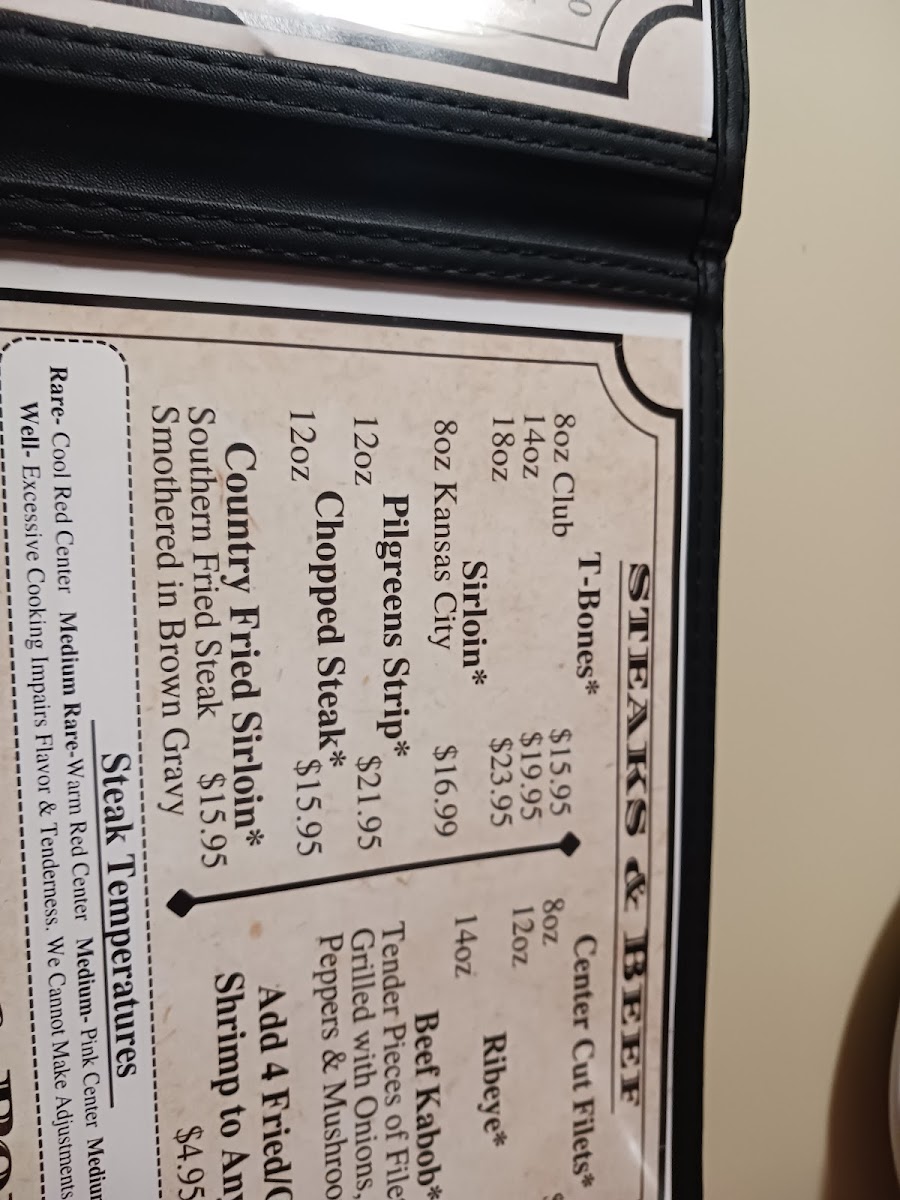 STEAKS & BEEF
T-Bones*
8oz Club $15.95
14oz $19.95
18oz $23.95
Sirloin*
8oz Kansas City $16.99
Pilgreens Strip*
12oz $21.95
Chopped Steak*
12oz $15.95
Country Fried Sirloin*
Southern Fried Steak $15.95
Smothered in Brown Gravy
Center Cut Filets*
8oz
12oz
Ribeye*
14oz
Beef Kabob*
Tender Pieces of
Grilled with Onions,
Peppers &
Add 4
Shrimp to
$4.95
Steak Temperatures
Rare- Cool Red Center Medium Rare-Warm Red Center Medium- Pink Center
Well- Excessive Cooking Impairs Flavor & Tenderness. We Cannot Make Adjustments